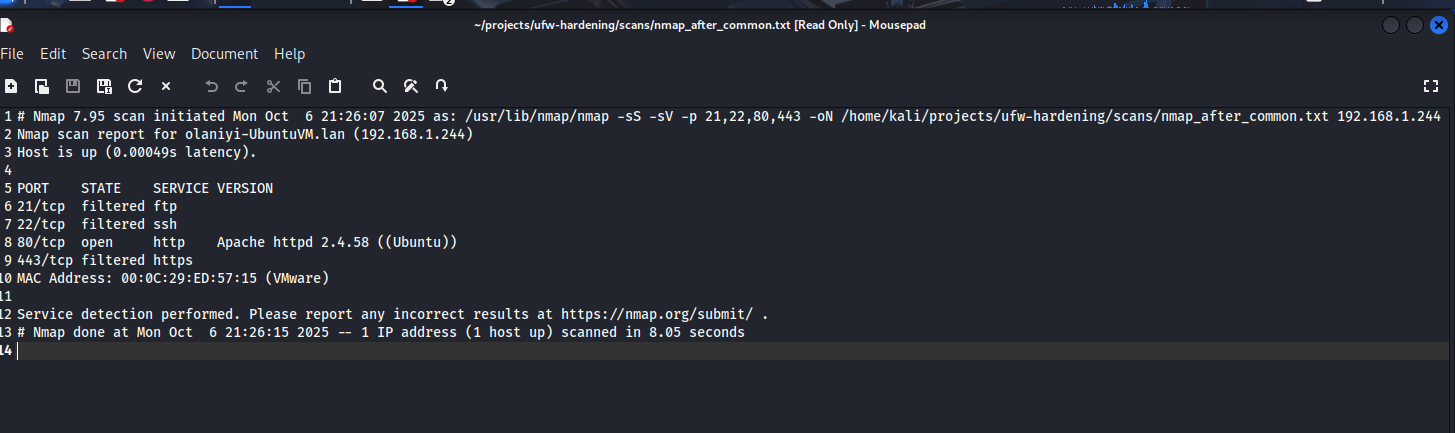 ~/projects/ufw-hardening/scans/nmap_after_common.txt [Read Only] - Mousepad
File Edit Search View Document Help
1 # Nmap 7.95 scan initiated Mon Oct  6 21:26:07 2025 as: /usr/lib/nmap/nmap -sS -sV -p 21,22,80,443 -oN /home/kali/projects/ufw-hardening/scans/nmap_after_common.txt 192.168.1.244
2 Nmap scan report for olaniyi-UbuntuVM.lan (192.168.1.244)
3 Host is up (0.00049s latency).
4
5 PORT    STATE    SERVICE VERSION
6 21/tcp  filtered ftp
7 22/tcp  filtered ssh
8 80/tcp  open     http    Apache httpd 2.4.58 ((Ubuntu))
9 443/tcp filtered https
10 MAC Address: 00:0C:29:ED:57:15 (VMware)
11
12 Service detection performed. Please report any incorrect results at https://nmap.org/submit/ .
13 # Nmap done at Mon Oct  6 21:26:15 2025 -- 1 IP address (1 host up) scanned in 8.05 seconds
14